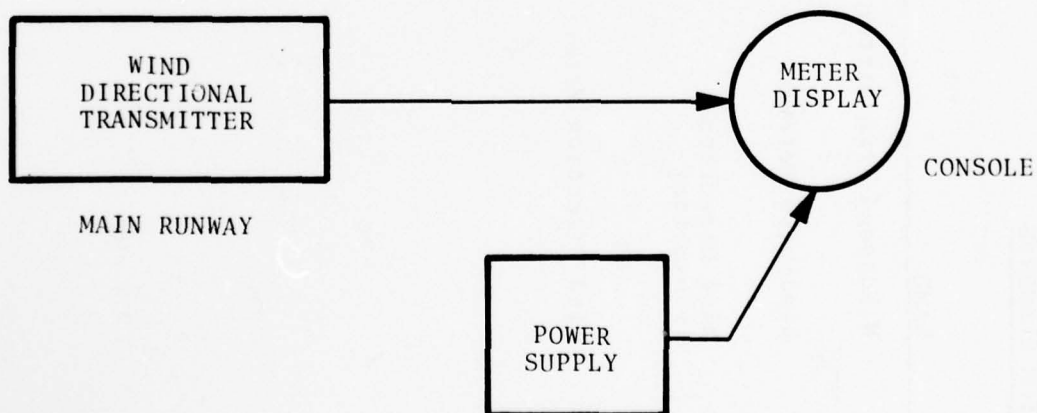 WIND
DIRECTIONAL
TRANSMITTER
METER
DISPLAY
CONSOLE
MAIN RUNWAY
POWER
SUPPLY